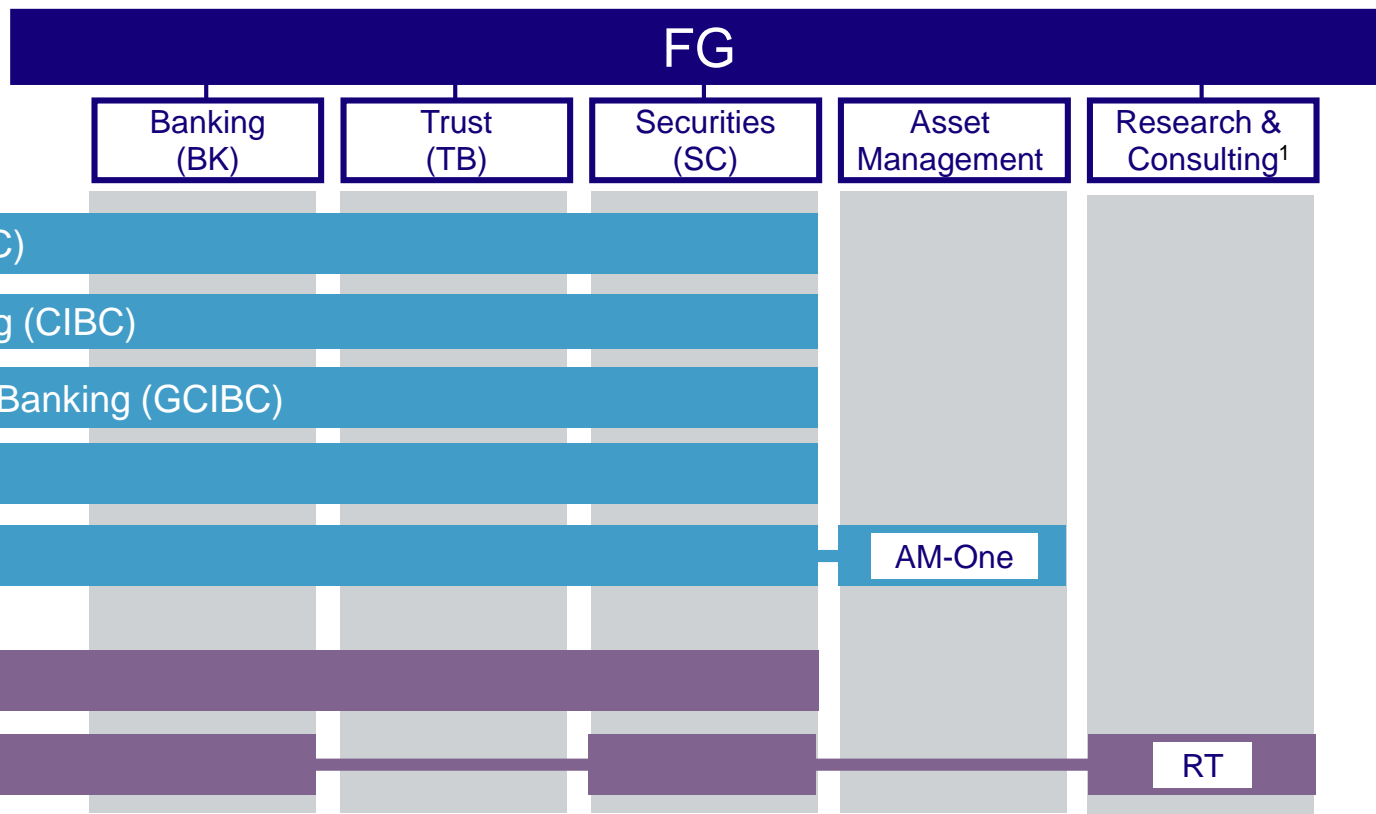 FG
Banking
(BK)
Trust
(TB)
Securities
(SC)
Asset
Management
Research &
Consulting¹
C)
g (CIBC)
Banking (GCIBC)
AM-One
RT